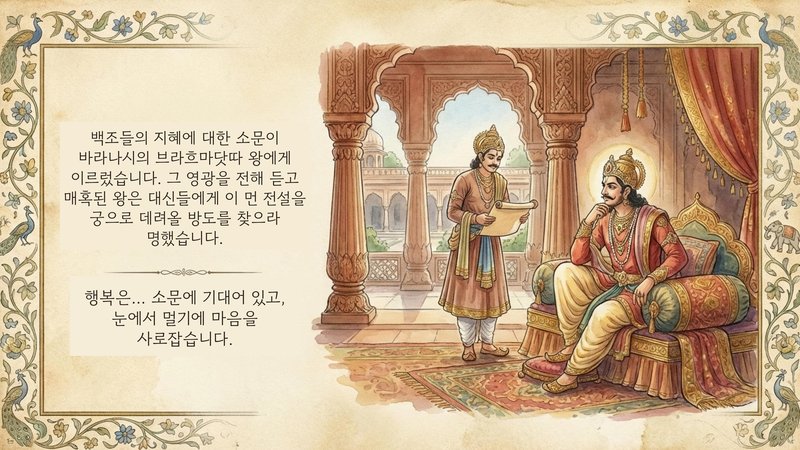 백조들의 지혜에 대한 소문이
바라나시의 브라흐마닷따 왕에게
이르렀습니다. 그 영광을 전해 듣고
매혹된 왕은 대신들에게 이 먼 전설을
궁으로 데려올 방도를 찾으라
명했습니다.
행복은... 소문에 기대어 있고,
눈에서 멀기에 마음을
사로잡습니다.